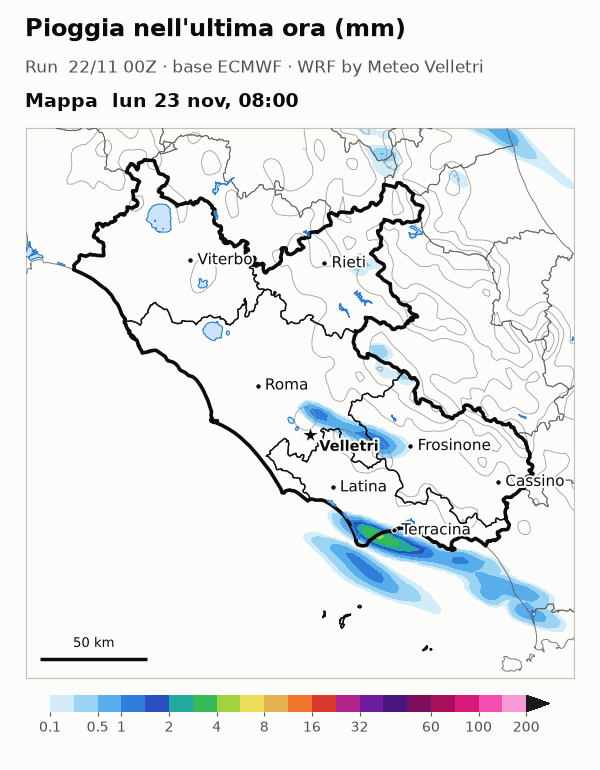 Pioggia nell'ultima ora (mm)
Run  22/11 00Z · base ECMWF · WRF by Meteo Velletri
Mappa  lun 23 nov, 08:00
Viterbo
Rieti
Roma
Velletri
Frosinone
Cassino
Latina
Terracina
50 km
0.1 0.5 1 2 4 8 16 32 60 100 200